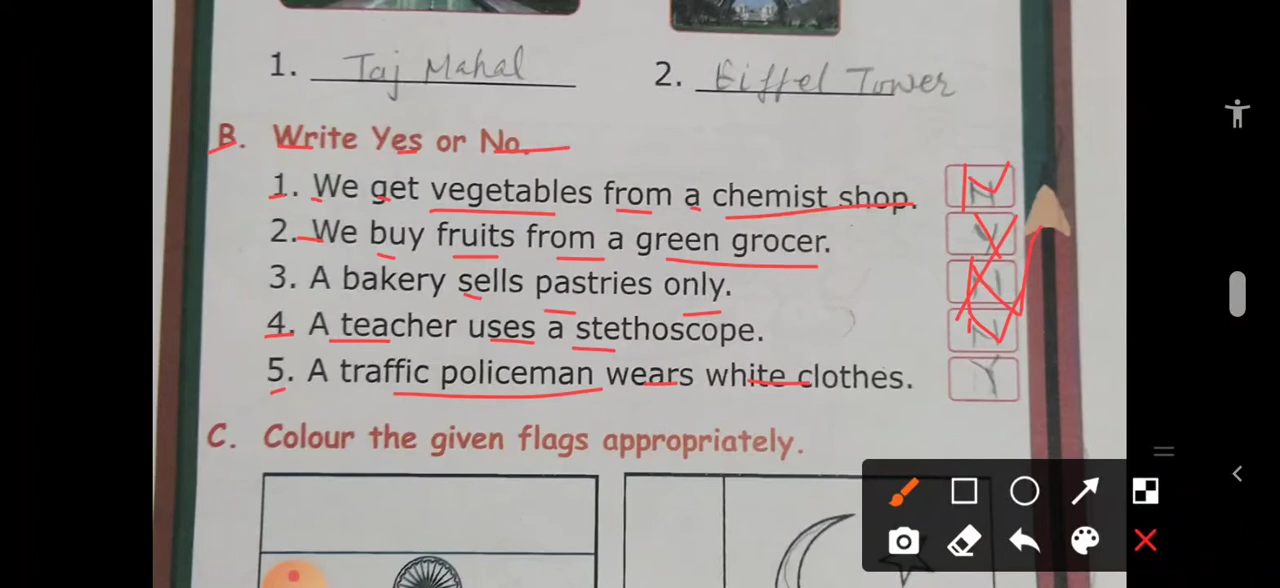 1. Taj Mahal 2. Eiffel Tower
B. Write Yes or No.
1. We get vegetables from a chemist shop. N
2. We buy fruits from a green grocer. Y
3. A bakery sells pastries only. N
4. A teacher uses a stethoscope. N
5. A traffic policeman wears white clothes. Y
C. Colour the given flags appropriately.